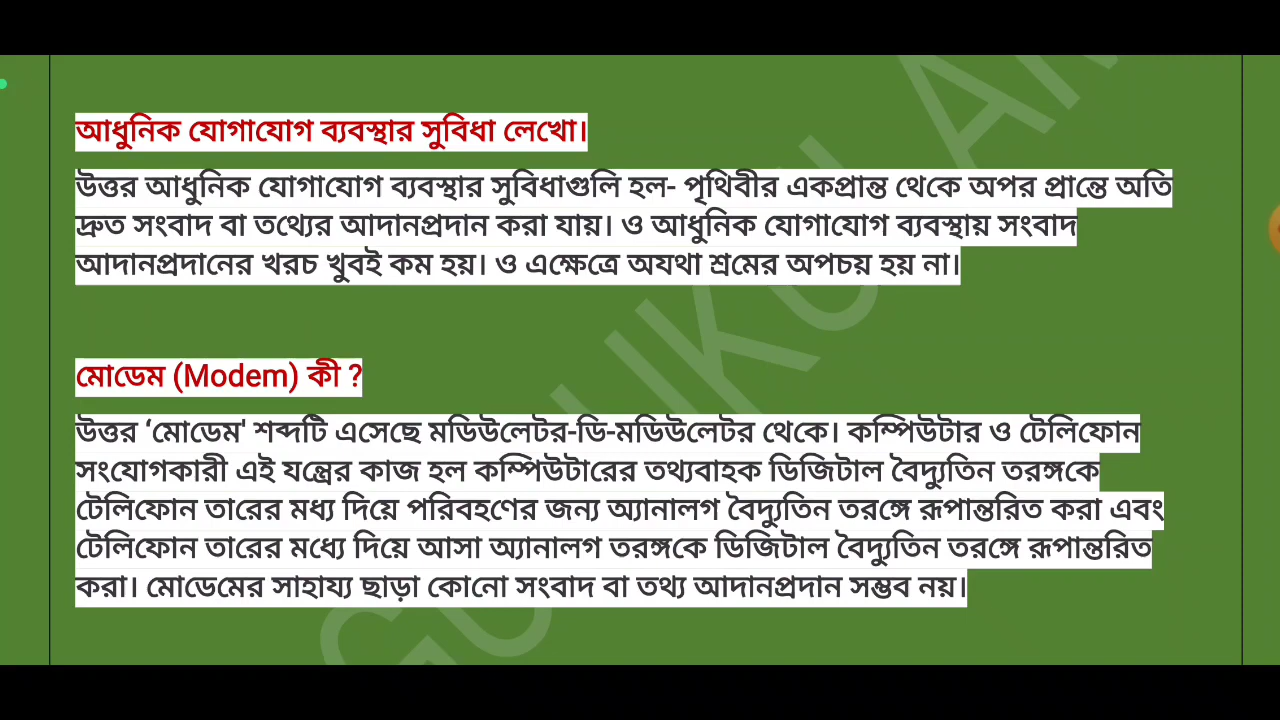 আধুনিক যোগাযোগ ব্যবস্থার সুবিধা লেখো।
উত্তর আধুনিক যোগাযোগ ব্যবস্থার সুবিধাগুলি হল- পৃথিবীর একপ্রান্ত থেকে অপর প্রান্তে অতি
দ্রুত সংবাদ বা তথ্যের আদানপ্রদান করা যায়। ও আধুনিক যোগাযোগ ব্যবস্থায় সংবাদ
আদানপ্রদানের খরচ খুবই কম হয়। ও এক্ষেত্রে অযথা শ্রমের অপচয় হয় না।
মোডেম (Modem) কী ?
উত্তর ‘মোডেম' শব্দটি এসেছে মডিউলেটর-ডি-মডিউলেটর থেকে। কম্পিউটার ও টেলিফোন
সংযোগকারী এই যন্ত্রের কাজ হল কম্পিউটারের তথ্যবাহক ডিজিটাল বৈদ্যুতিন তরঙ্গকে
টেলিফোন তারের মধ্য দিয়ে পরিবহণের জন্য অ্যানালগ বৈদ্যুতিন তরঙ্গে রূপান্তরিত করা এবং
টেলিফোন তারের মধ্যে দিয়ে আসা অ্যানালগ তরঙ্গকে ডিজিটাল বৈদ্যুতিন তরঙ্গে রূপান্তরিত
করা। মোডেমের সাহায্য ছাড়া কোনো সংবাদ বা তথ্য আদানপ্রদান সম্ভব নয়।